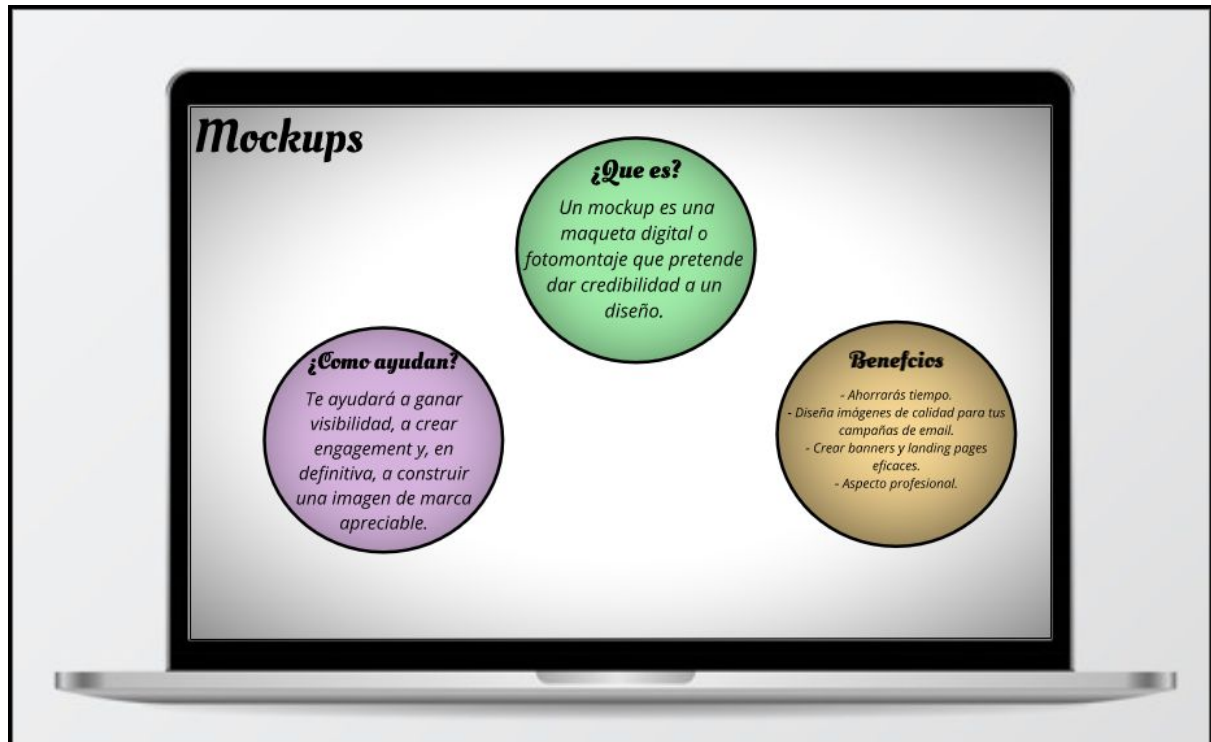 Mockups
¿Que es?
Un mockup es una
maqueta digital o
fotomontaje que pretende
dar credibilidad a un
diseño.
¿Como ayudan?
Te ayudará a ganar
visibilidad, a crear
engagement y, en
definitiva, a construir
una imagen de marca
apreciable.
Benefcios
- Ahorrarás tiempo.
- Diseña imágenes de calidad para tus
campañas de email.
- Crear banners y landing pages
eficaces.
- Aspecto profesional.